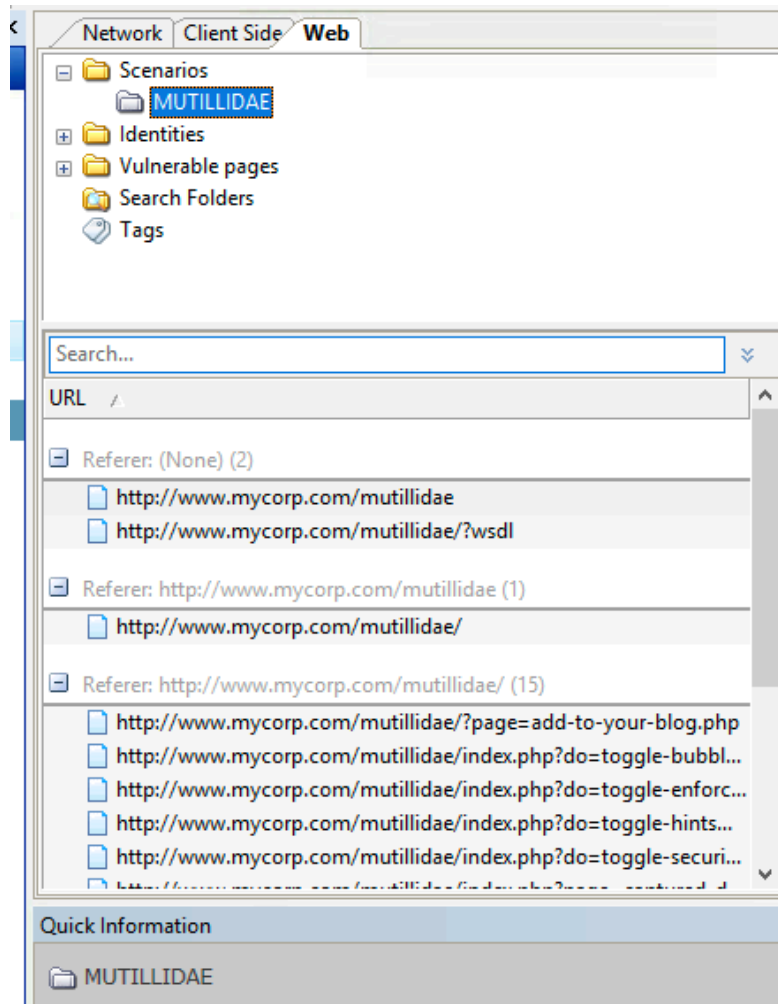 Network Client Side Web
Scenarios
MUTILLIDAE
Identities
Vulnerable pages
Search Folders
Tags
Search...
URL
Referer: (None) (2)
http://www.mycorp.com/mutillidae
http://www.mycorp.com/mutillidae/?wsdl
Referer: http://www.mycorp.com/mutillidae (1)
http://www.mycorp.com/mutillidae/
Referer: http://www.mycorp.com/mutillidae/ (15)
http://www.mycorp.com/mutillidae/?page=add-to-your-blog.php
http://www.mycorp.com/mutillidae/index.php?do=toggle-bubbl...
http://www.mycorp.com/mutillidae/index.php?do=toggle-enforc...
http://www.mycorp.com/mutillidae/index.php?do=toggle-hints...
http://www.mycorp.com/mutillidae/index.php?do=toggle-securi...
Quick Information
MUTILLIDAE